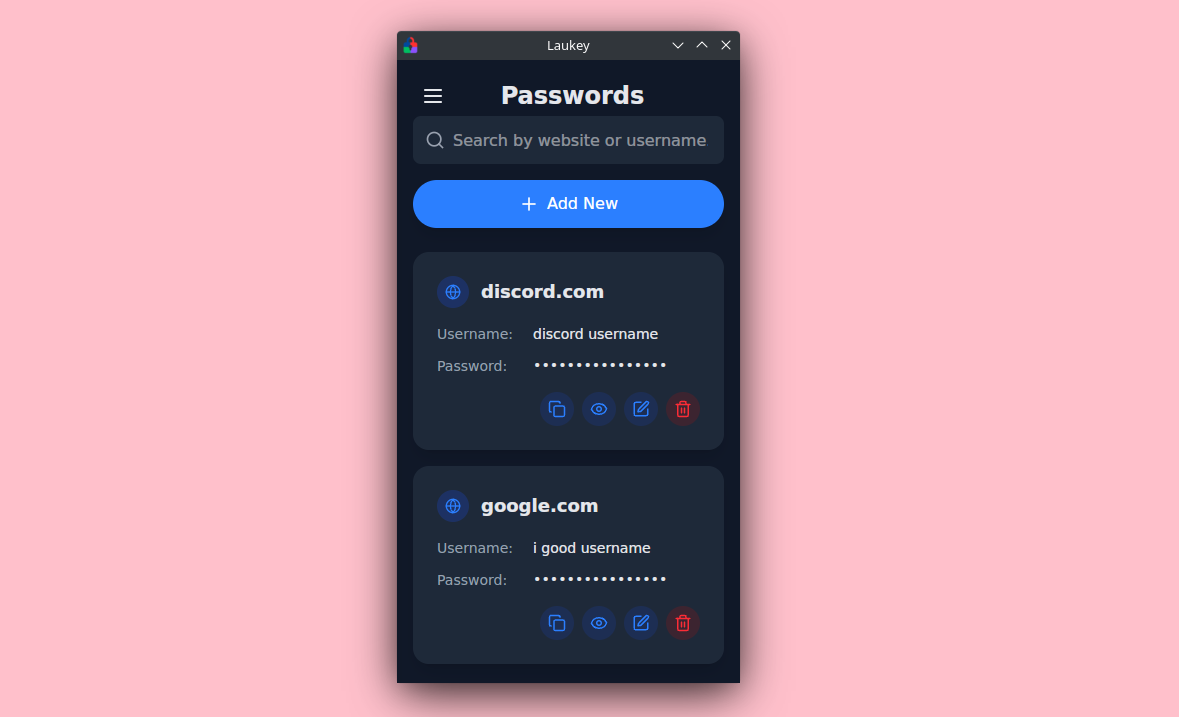 Laukey
Passwords
Search by website or username
Add New
discord.com
Username: discord username
Password: ••••••••••••••••
google.com
Username: i good username
Password: ••••••••••••••••